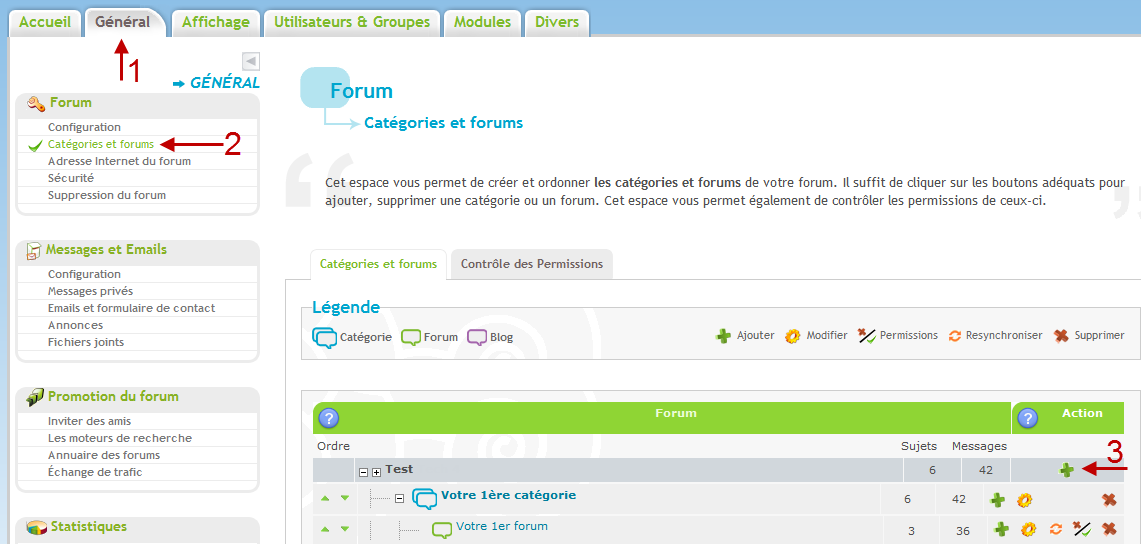 Accueil Général Affichage Utilisateurs & Groupes Modules Divers
1
GÉNÉRAL
Forum
Configuration
Catégories et forums 2
Adresse Internet du forum
Sécurité
Suppression du forum
Messages et Emails
Configuration
Messages privés
Emails et formulaire de contact
Annonces
Fichiers joints
Promotion du forum
Inviter des amis
Les moteurs de recherche
Annuaire des forums
Échange de trafic
Statistiques
Forum
Catégories et forums
Cet espace vous permet de créer et ordonner les catégories et forums de votre forum. Il suffit de cliquer sur les boutons adéquats pour
ajouter, supprimer une catégorie ou un forum. Cet espace vous permet également de contrôler les permissions de ceux-ci.
Catégories et forums Contrôle des Permissions
Légende
Catégorie Forum Blog Ajouter Modifier Permissions Resynchroniser Supprimer
? Forum ? Action
Ordre Sujets Messages
Test 6 42 3
Votre 1ère catégorie 6 42
Votre 1er forum 3 36